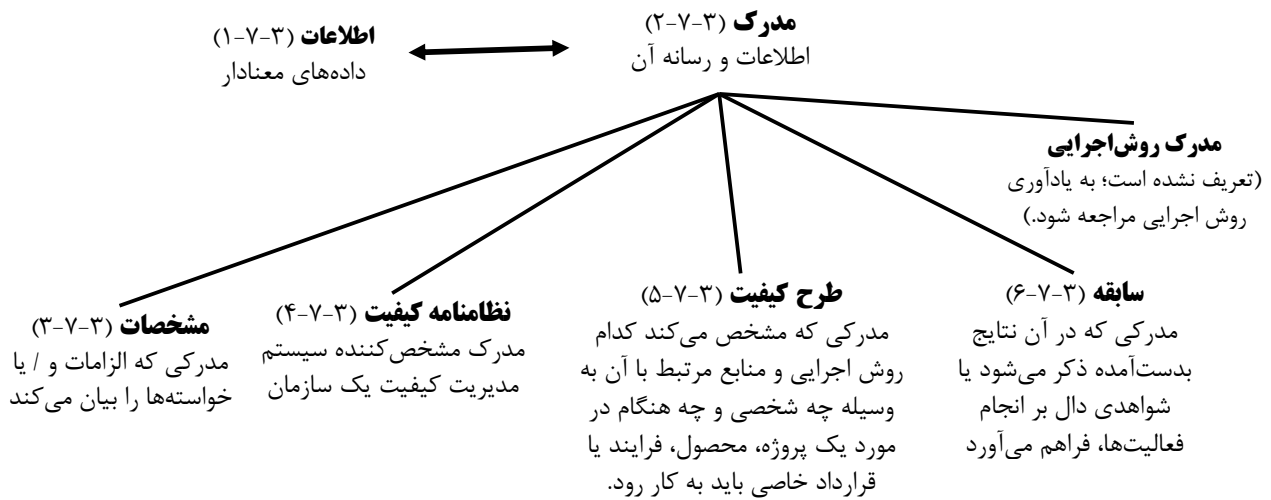 مدرک (۳-۷-۲)
اطلاعات و رسانه آن
اطلاعات (۳-۷-۱)
داده‌های معنادار
مدرک روش‌اجرایی
(تعریف نشده است؛ به یادآوری
روش اجرایی مراجعه شود.)
سابقه (۳-۷-۶)
مدرکی که در آن نتایج
بدست‌آمده ذکر می‌شود یا
شواهدی دال بر انجام
فعالیت‌ها، فراهم می‌آورد
طرح کیفیت (۳-۷-۵)
مدرکی که مشخص می‌کند کدام
روش اجرایی و منابع مرتبط با آن به
وسیله چه شخصی و چه هنگام در
مورد یک پروژه، محصول، فرایند یا
قرارداد خاصی باید به کار رود.
نظامنامه کیفیت (۳-۷-۴)
مدرک مشخص‌کننده سیستم
مدیریت کیفیت یک سازمان
مشخصات (۳-۷-۳)
مدرکی که الزامات و / یا
خواسته‌ها را بیان می‌کند